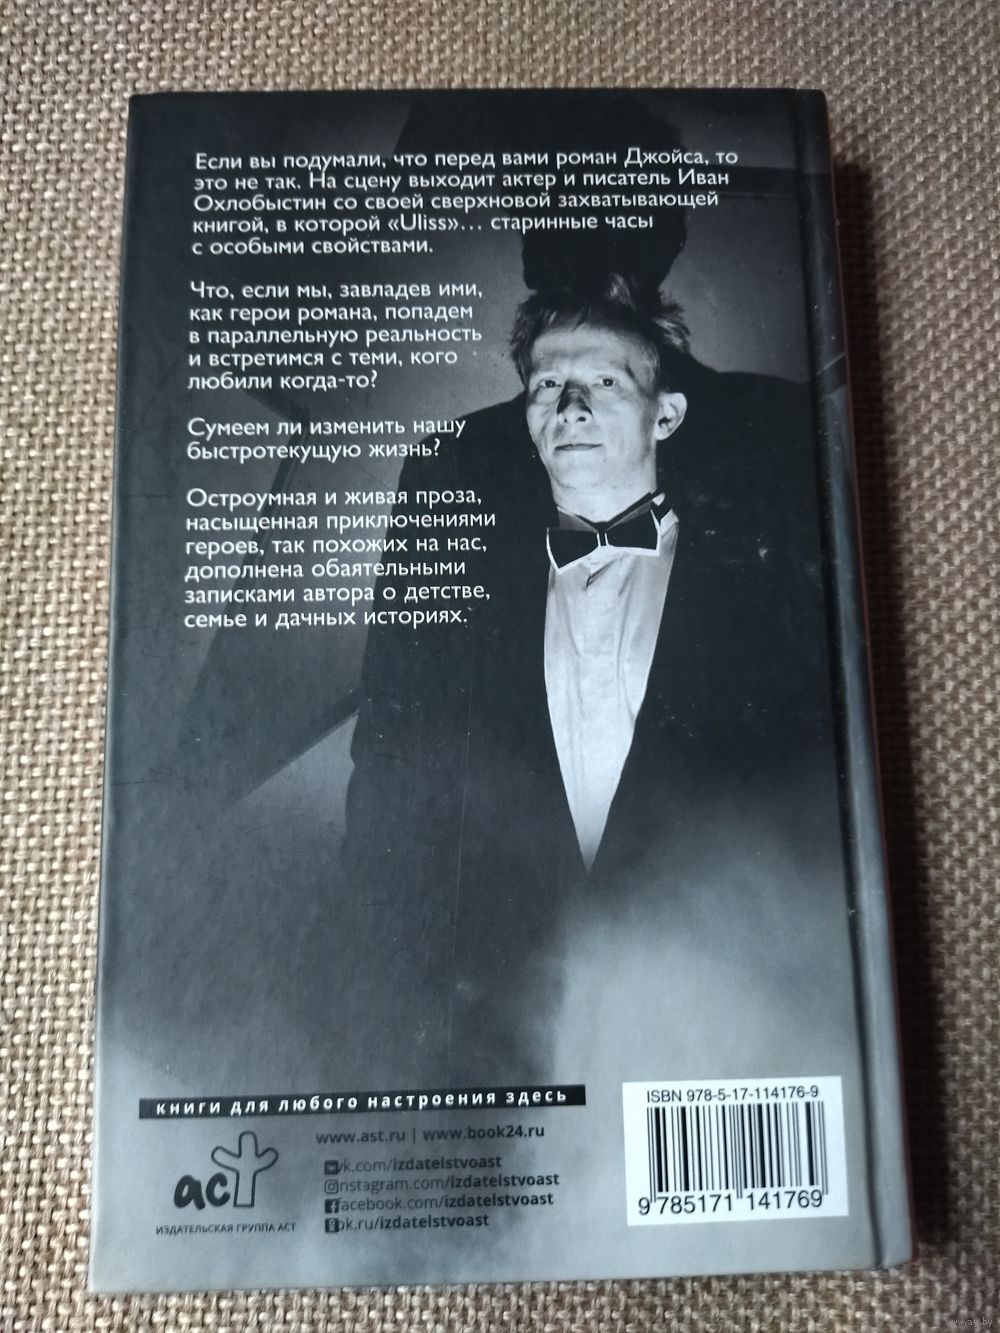 Если вы подумали, что перед вами роман Джойса, то
это не так. На сцену выходит актер и писатель Иван
Охлобыстин со своей сверхновой захватывающей
книгой, в которой «Uliss»... старинные часы
с особыми свойствами.
Что, если мы, завладев ими,
как герои романа, попадем
в параллельную реальность
и встретимся с теми, кого
любили когда-то?
Сумеем ли изменить нашу
быстротекущую жизнь?
Остроумная и живая проза,
насыщенная приключениями
героев, так похожих на нас,
дополнена обаятельными
записками автора о детстве,
семье и дачных историях.
книги для любого настроения здесь
www.ast.ru | www.book24.ru
vk.com/izdatelstvoast
instagram.com/izdatelstvoast
facebook.com/izdatelstvoast
ok.ru/izdatelstvoast
аст
ИЗДАТЕЛЬСКАЯ ГРУППА АСТ
ISBN 978-5-17-114176-9
9 785171 141769
www.ay.by